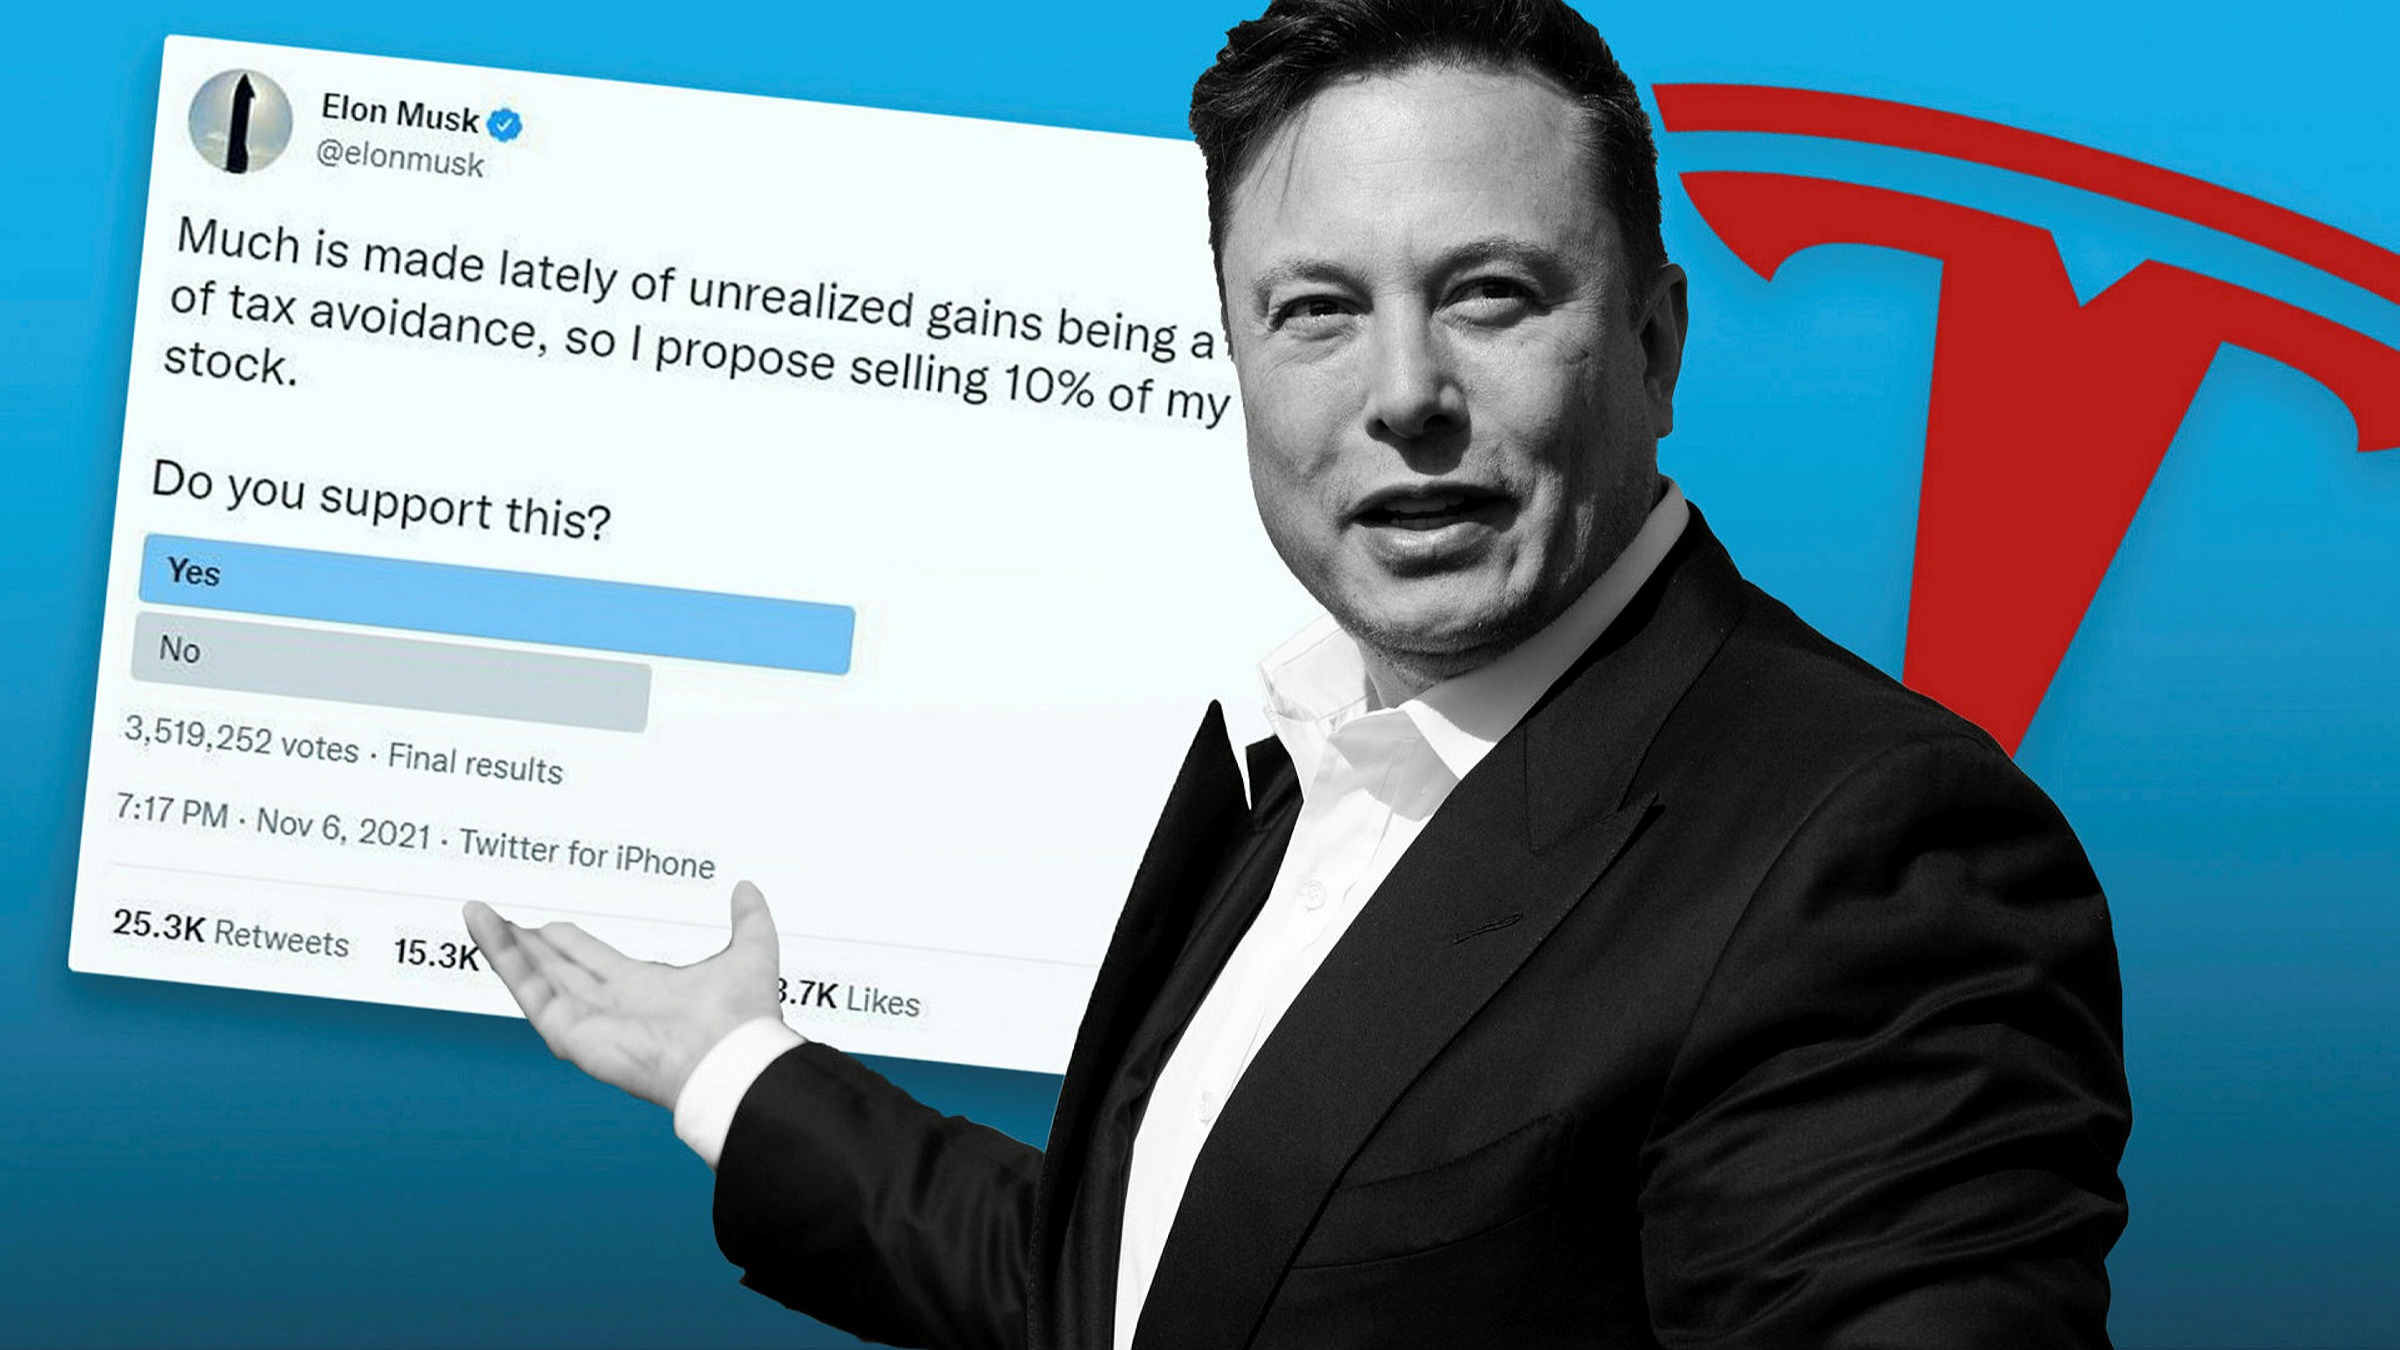 Elon Musk
@elonmusk
Much is made lately of unrealized gains being a
of tax avoidance, so I propose selling 10% of my
stock.
Do you support this?
Yes
No
3,519,252 votes · Final results
7:17 PM · Nov 6, 2021 · Twitter for iPhone
25.3K Retweets 15.3K .7K Likes